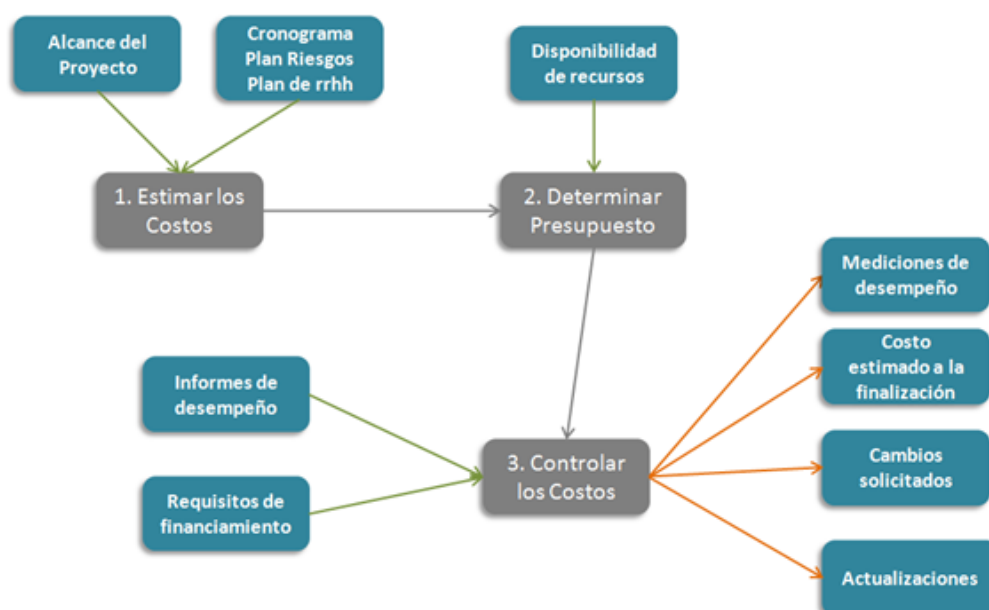 Alcance del
Proyecto
Cronograma
Plan Riesgos
Plan de rrhh
Disponibilidad
de recursos
1. Estimar los
Costos
2. Determinar
Presupuesto
Mediciones de
desempeño
Costo
estimado a la
finalización
Informes de
desempeño
3. Controlar
los Costos
Cambios
solicitados
Requisitos de
financiamiento
Actualizaciones